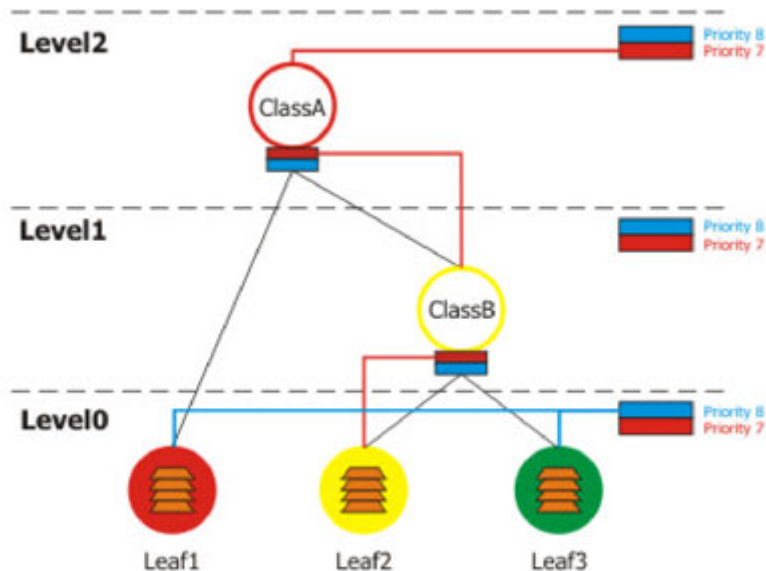 Level2
Priority 8
Priority 7
ClassA
Level1
Priority 8
Priority 7
ClassB
Level0
Priority 8
Priority 7
Leaf1
Leaf2
Leaf3